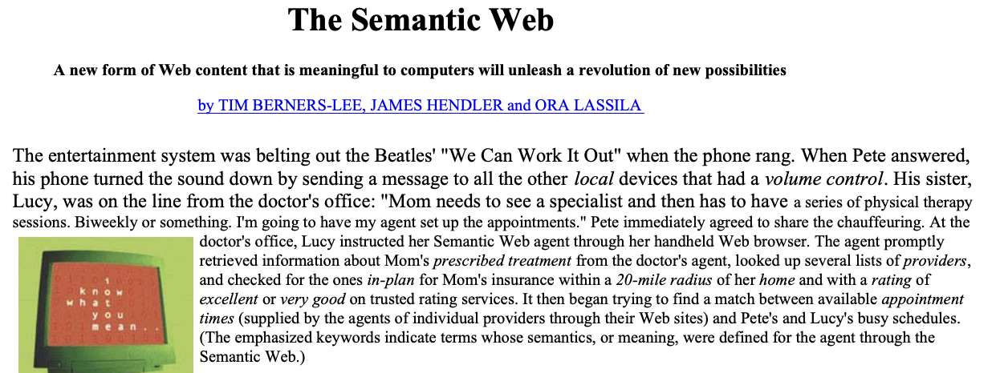 The Semantic Web
A new form of Web content that is meaningful to computers will unleash a revolution of new possibilities
by TIM BERNERS-LEE, JAMES HENDLER and ORA LASSILA
The entertainment system was belting out the Beatles' "We Can Work It Out" when the phone rang. When Pete answered,
his phone turned the sound down by sending a message to all the other local devices that had a volume control. His sister,
Lucy, was on the line from the doctor's office: "Mom needs to see a specialist and then has to have a series of physical therapy
sessions. Biweekly or something. I'm going to have my agent set up the appointments." Pete immediately agreed to share the chauffeuring. At the
doctor's office, Lucy instructed her Semantic Web agent through her handheld Web browser. The agent promptly
retrieved information about Mom's prescribed treatment from the doctor's agent, looked up several lists of providers,
and checked for the ones in-plan for Mom's insurance within a 20-mile radius of her home and with a rating of
excellent or very good on trusted rating services. It then began trying to find a match between available appointment
times (supplied by the agents of individual providers through their Web sites) and Pete's and Lucy's busy schedules.
(The emphasized keywords indicate terms whose semantics, or meaning, were defined for the agent through the
Semantic Web.)
i
know
what
you
mean..